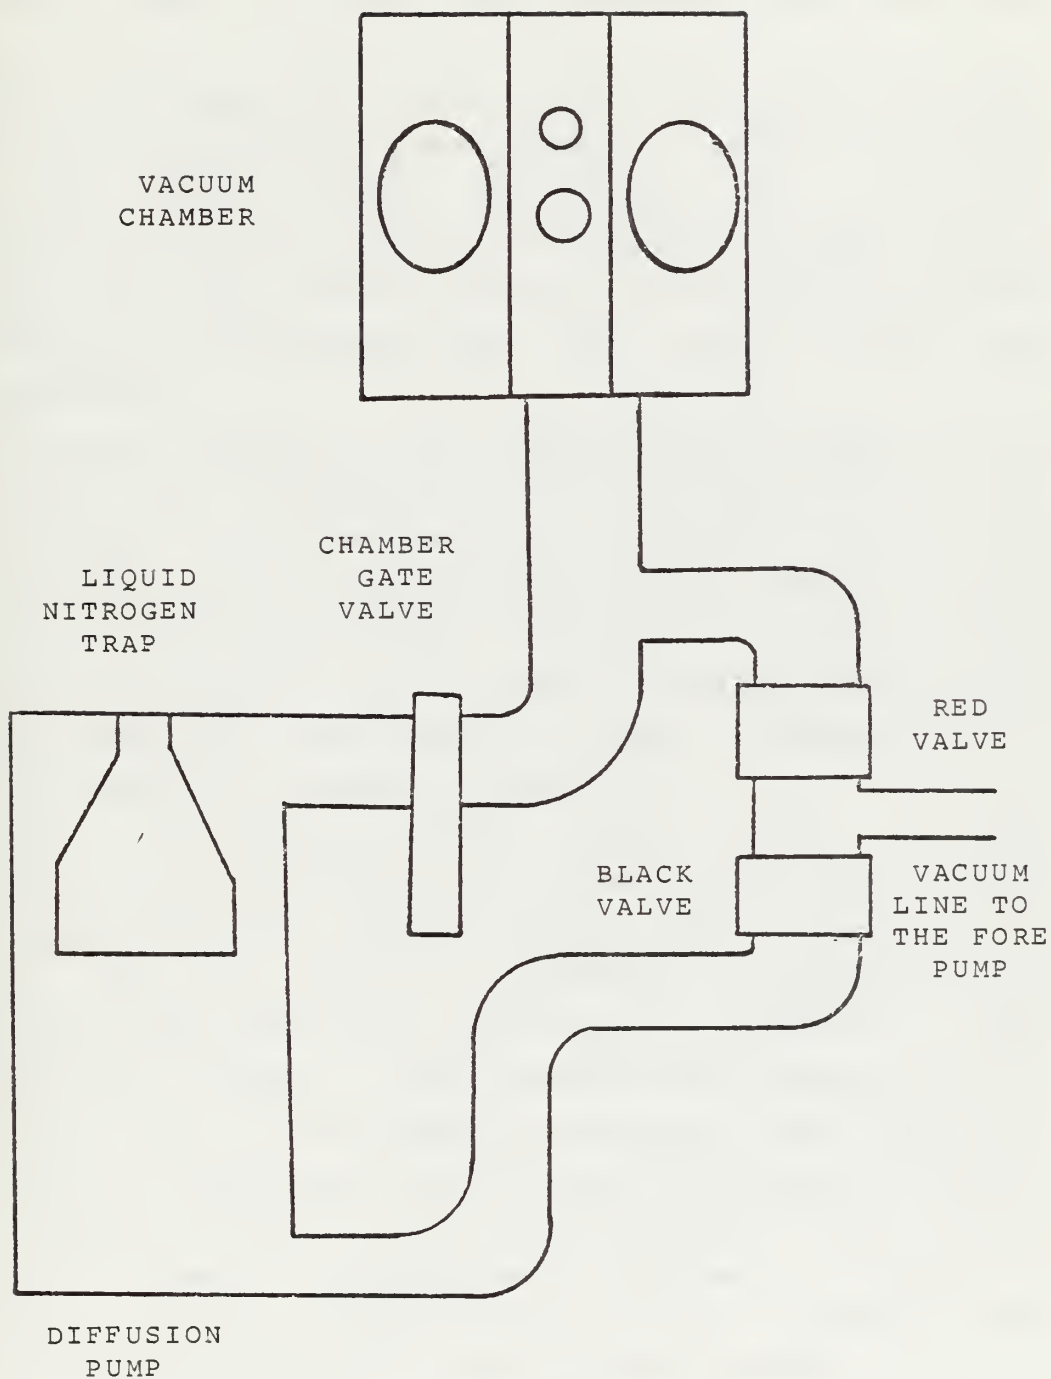 VACUUM
CHAMBER
CHAMBER
GATE
VALVE
LIQUID
NITROGEN
TRAP
RED
VALVE
BLACK
VALVE
VACUUM
LINE TO
THE FORE
PUMP
DIFFUSION
PUMP